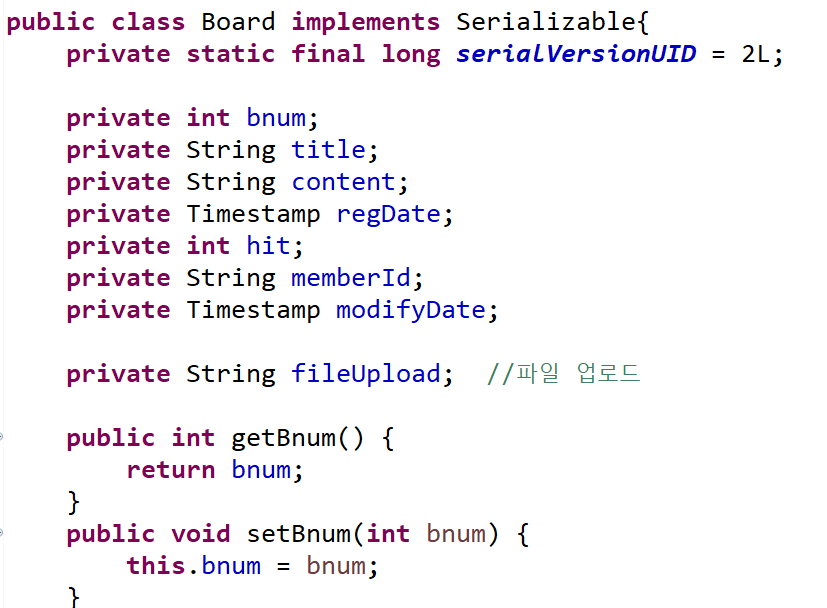 public class Board implements Serializable{
private static final long serialVersionUID = 2L;
private int bnum;
private String title;
private String content;
private Timestamp regDate;
private int hit;
private String memberId;
private Timestamp modifyDate;
private String fileUpload;  //파일 업로드
public int getBnum() {
return bnum;
}
public void setBnum(int bnum) {
this.bnum = bnum;
}